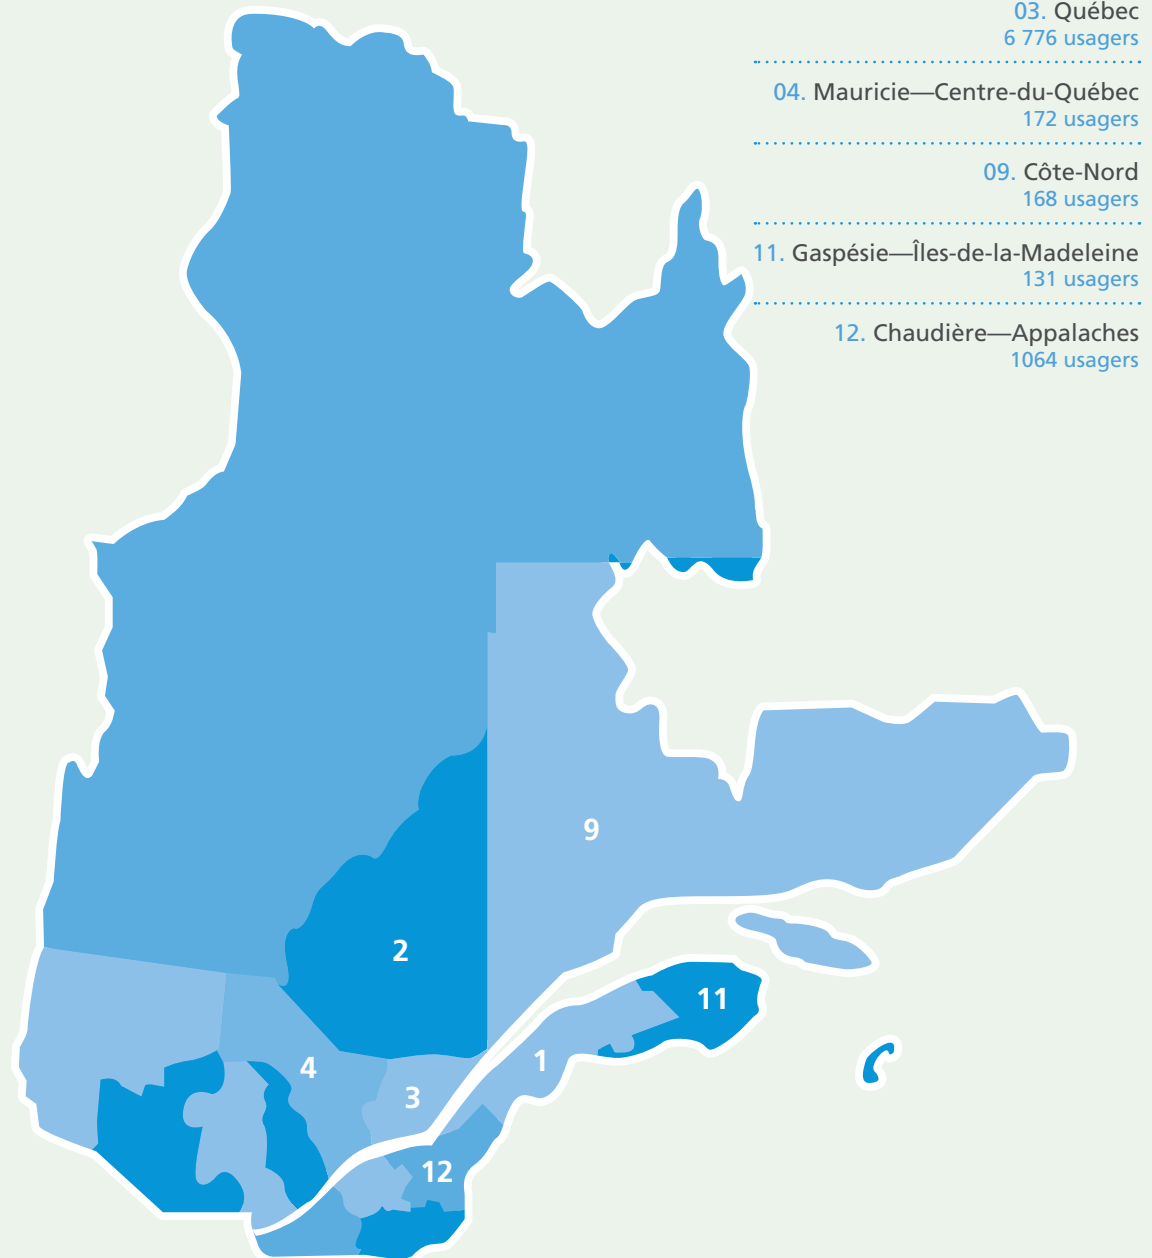 03. Québec
6 776 usagers
04. Mauricie—Centre-du-Québec
172 usagers
09. Côte-Nord
168 usagers
11. Gaspésie—Îles-de-la-Madeleine
131 usagers
12. Chaudière—Appalaches
1064 usagers
9
2
11
1
4
3
12